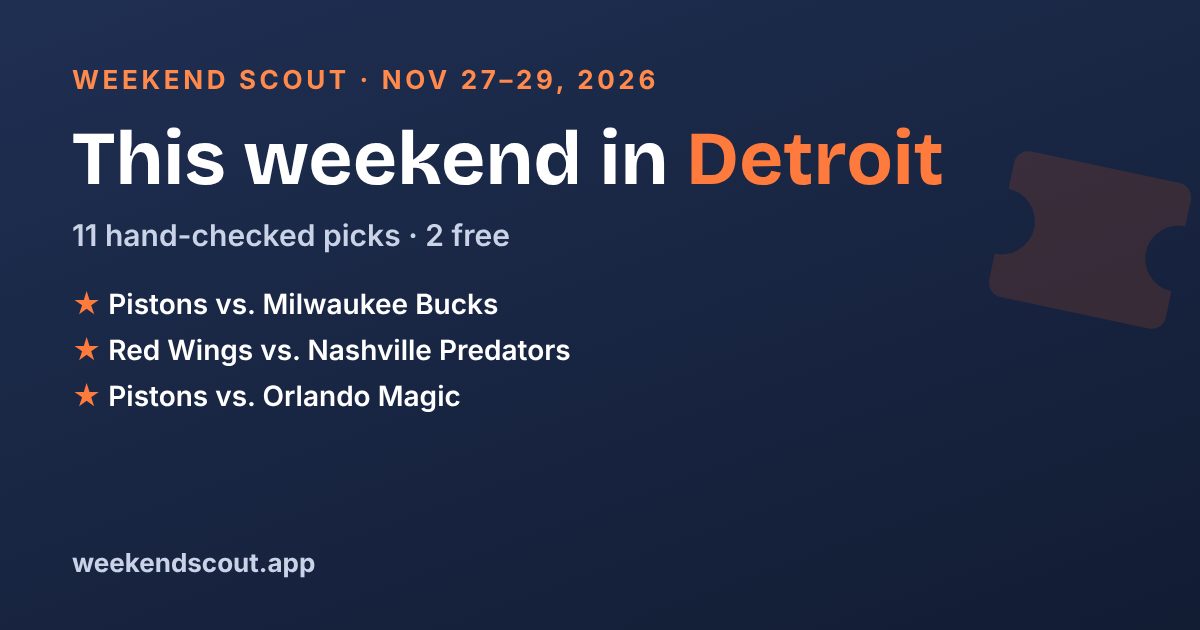 WEEKEND SCOUT · NOV 27–29, 2026
This weekend in Detroit
11 hand-checked picks · 2 free
★ Pistons vs. Milwaukee Bucks
★ Red Wings vs. Nashville Predators
★ Pistons vs. Orlando Magic
weekendscout.app